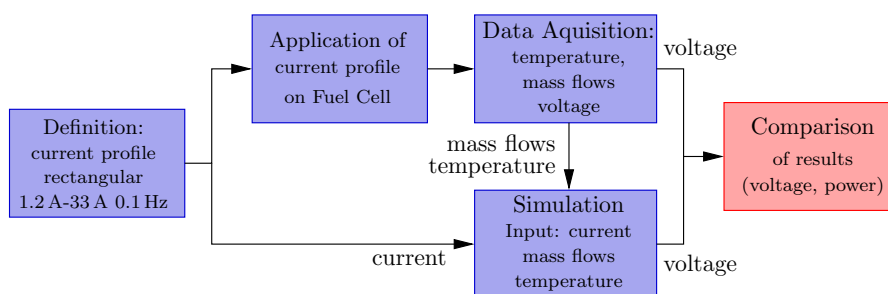 Definition:
current profile
rectangular
1.2 A-33 A 0.1 Hz
Application of
current profile
on Fuel Cell
Data Aquisition:
temperature,
mass flows
voltage
voltage
mass flows
temperature
Simulation
Input: current
mass flows
temperature
current
voltage
Comparison
of results
(voltage, power)